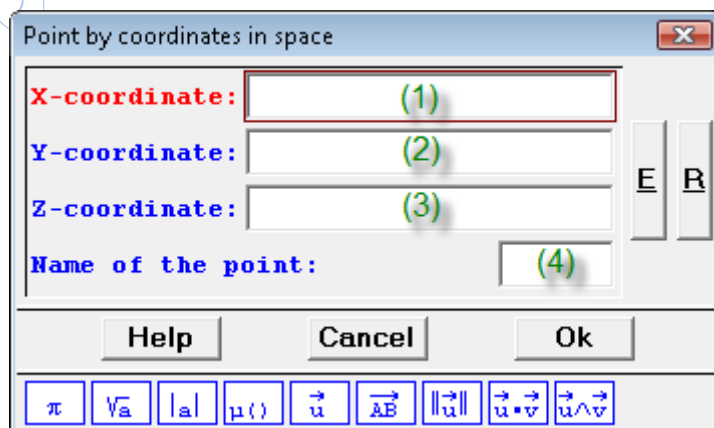 Point by coordinates in space
X-coordinate: (1)
Y-coordinate: (2)
Z-coordinate: (3)
Name of the point: (4)
E R
Help Cancel Ok
π √a |a| μ() u⃗ A⃗B⃗ ‖u⃗‖ u⃗•v⃗ u⃗∧v⃗